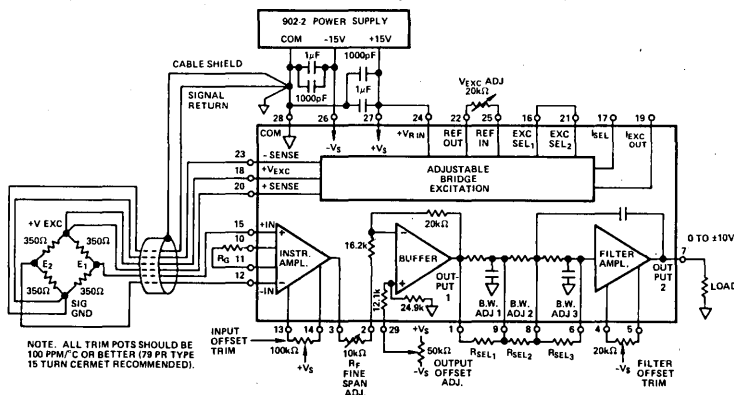 902-2 POWER SUPPLY
COM -15V +15V
1μF 1000pF
CABLE SHIELD
SIGNAL RETURN
1000pF 1μF
V EXC ADJ
20kΩ
28 26 27 24 22 25 16 21 17 19
COM -VS +VS +VR IN REF OUT REF IN EXC SEL1 EXC SEL2 ISEL IEXC OUT
23 - SENSE
18 +VEXC
20 + SENSE
ADJUSTABLE BRIDGE EXCITATION
+V EXC
350Ω 350Ω
E2 E1
350Ω 350Ω
SIG GND
15 +IN
10
RG
11
12 -IN
INSTR. AMPL.
16.2k
20kΩ
BUFFER
12.1k
24.9k
OUTPUT 1
B.W. ADJ 1
B.W. ADJ 2
B.W. ADJ 3
FILTER AMPL.
OUTPUT 2
7
0 TO ±10V
LOAD
13 14 3 2 29 1 9 8 6 4 5
INPUT OFFSET TRIM
100kΩ
+VS
10kΩ
RF
FINE SPAN ADJ.
+VS
50kΩ
-VS
OUTPUT OFFSET ADJ.
RSEL1 RSEL2 RSEL3
20kΩ
-VS
FILTER OFFSET TRIM
NOTE. ALL TRIM POTS SHOULD BE
100 PPM/°C OR BETTER (79 PR TYPE
15 TURN CERMET RECOMMENDED).